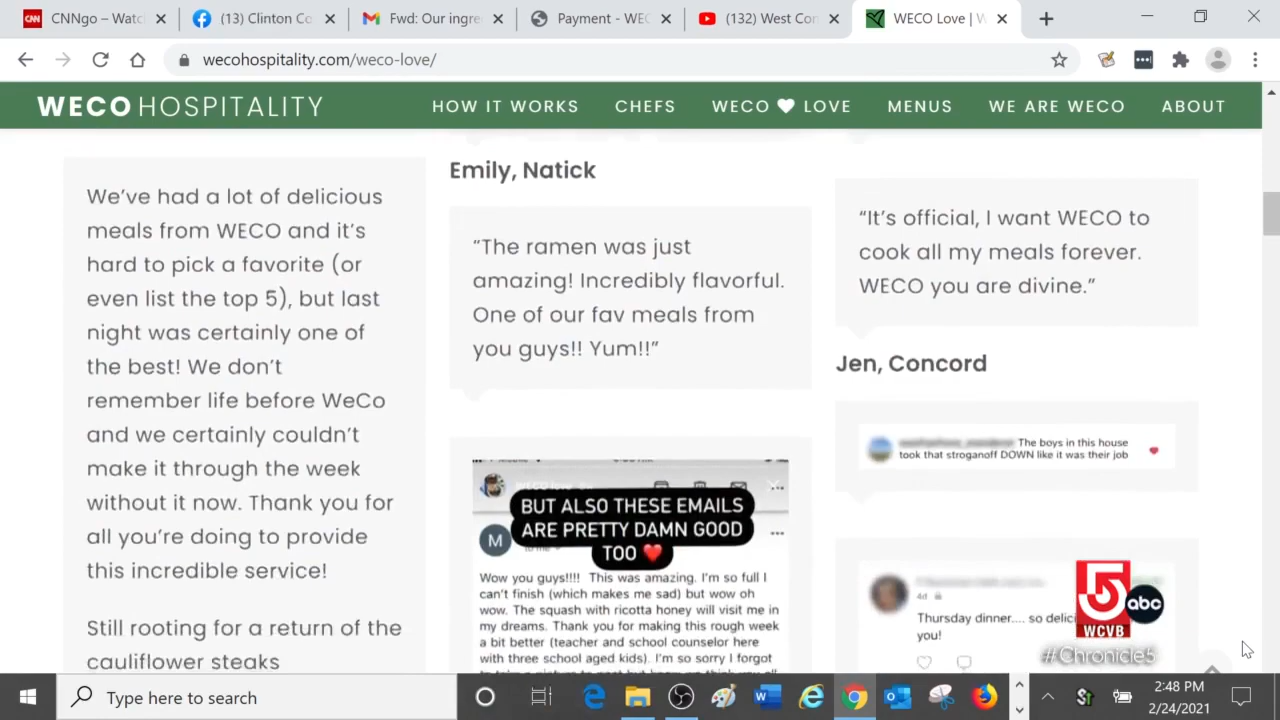 CNNgo – Watc
(13) Clinton Co
Fwd: Our ingre
Payment - WEC
(132) West Con
WECO Love | W
wecohospitality.com/weco-love/
WECO HOSPITALITY
HOW IT WORKS
CHEFS
WECO LOVE
MENUS
WE ARE WECO
ABOUT
We’ve had a lot of delicious
meals from WECO and it’s
hard to pick a favorite (or
even list the top 5), but last
night was certainly one of
the best! We don’t
remember life before WeCo
and we certainly couldn’t
make it through the week
without it now. Thank you for
all you’re doing to provide
this incredible service!
Still rooting for a return of the
cauliflower steaks
Emily, Natick
“The ramen was just
amazing! Incredibly flavorful.
One of our fav meals from
you guys!! Yum!!”
BUT ALSO THESE EMAILS
ARE PRETTY DAMN GOOD
TOO ❤️
M
Wow you guys!!!! This was amazing. I'm so full I
can't finish (which makes me sad) but wow oh
wow. The squash with ricotta honey will visit me in
my dreams. Thank you for making this rough week
a bit better (teacher and school counselor here
with three school aged kids). I'm so sorry I forgot
“It’s official, I want WECO to
cook all my meals forever.
WECO you are divine.”
Jen, Concord
The boys in this house
took that stroganoff DOWN like it was their job
4d
Thursday dinner.... so delici
you!
5
abc
WCVB
#Chronicle5
Type here to search
2:48 PM
2/24/2021